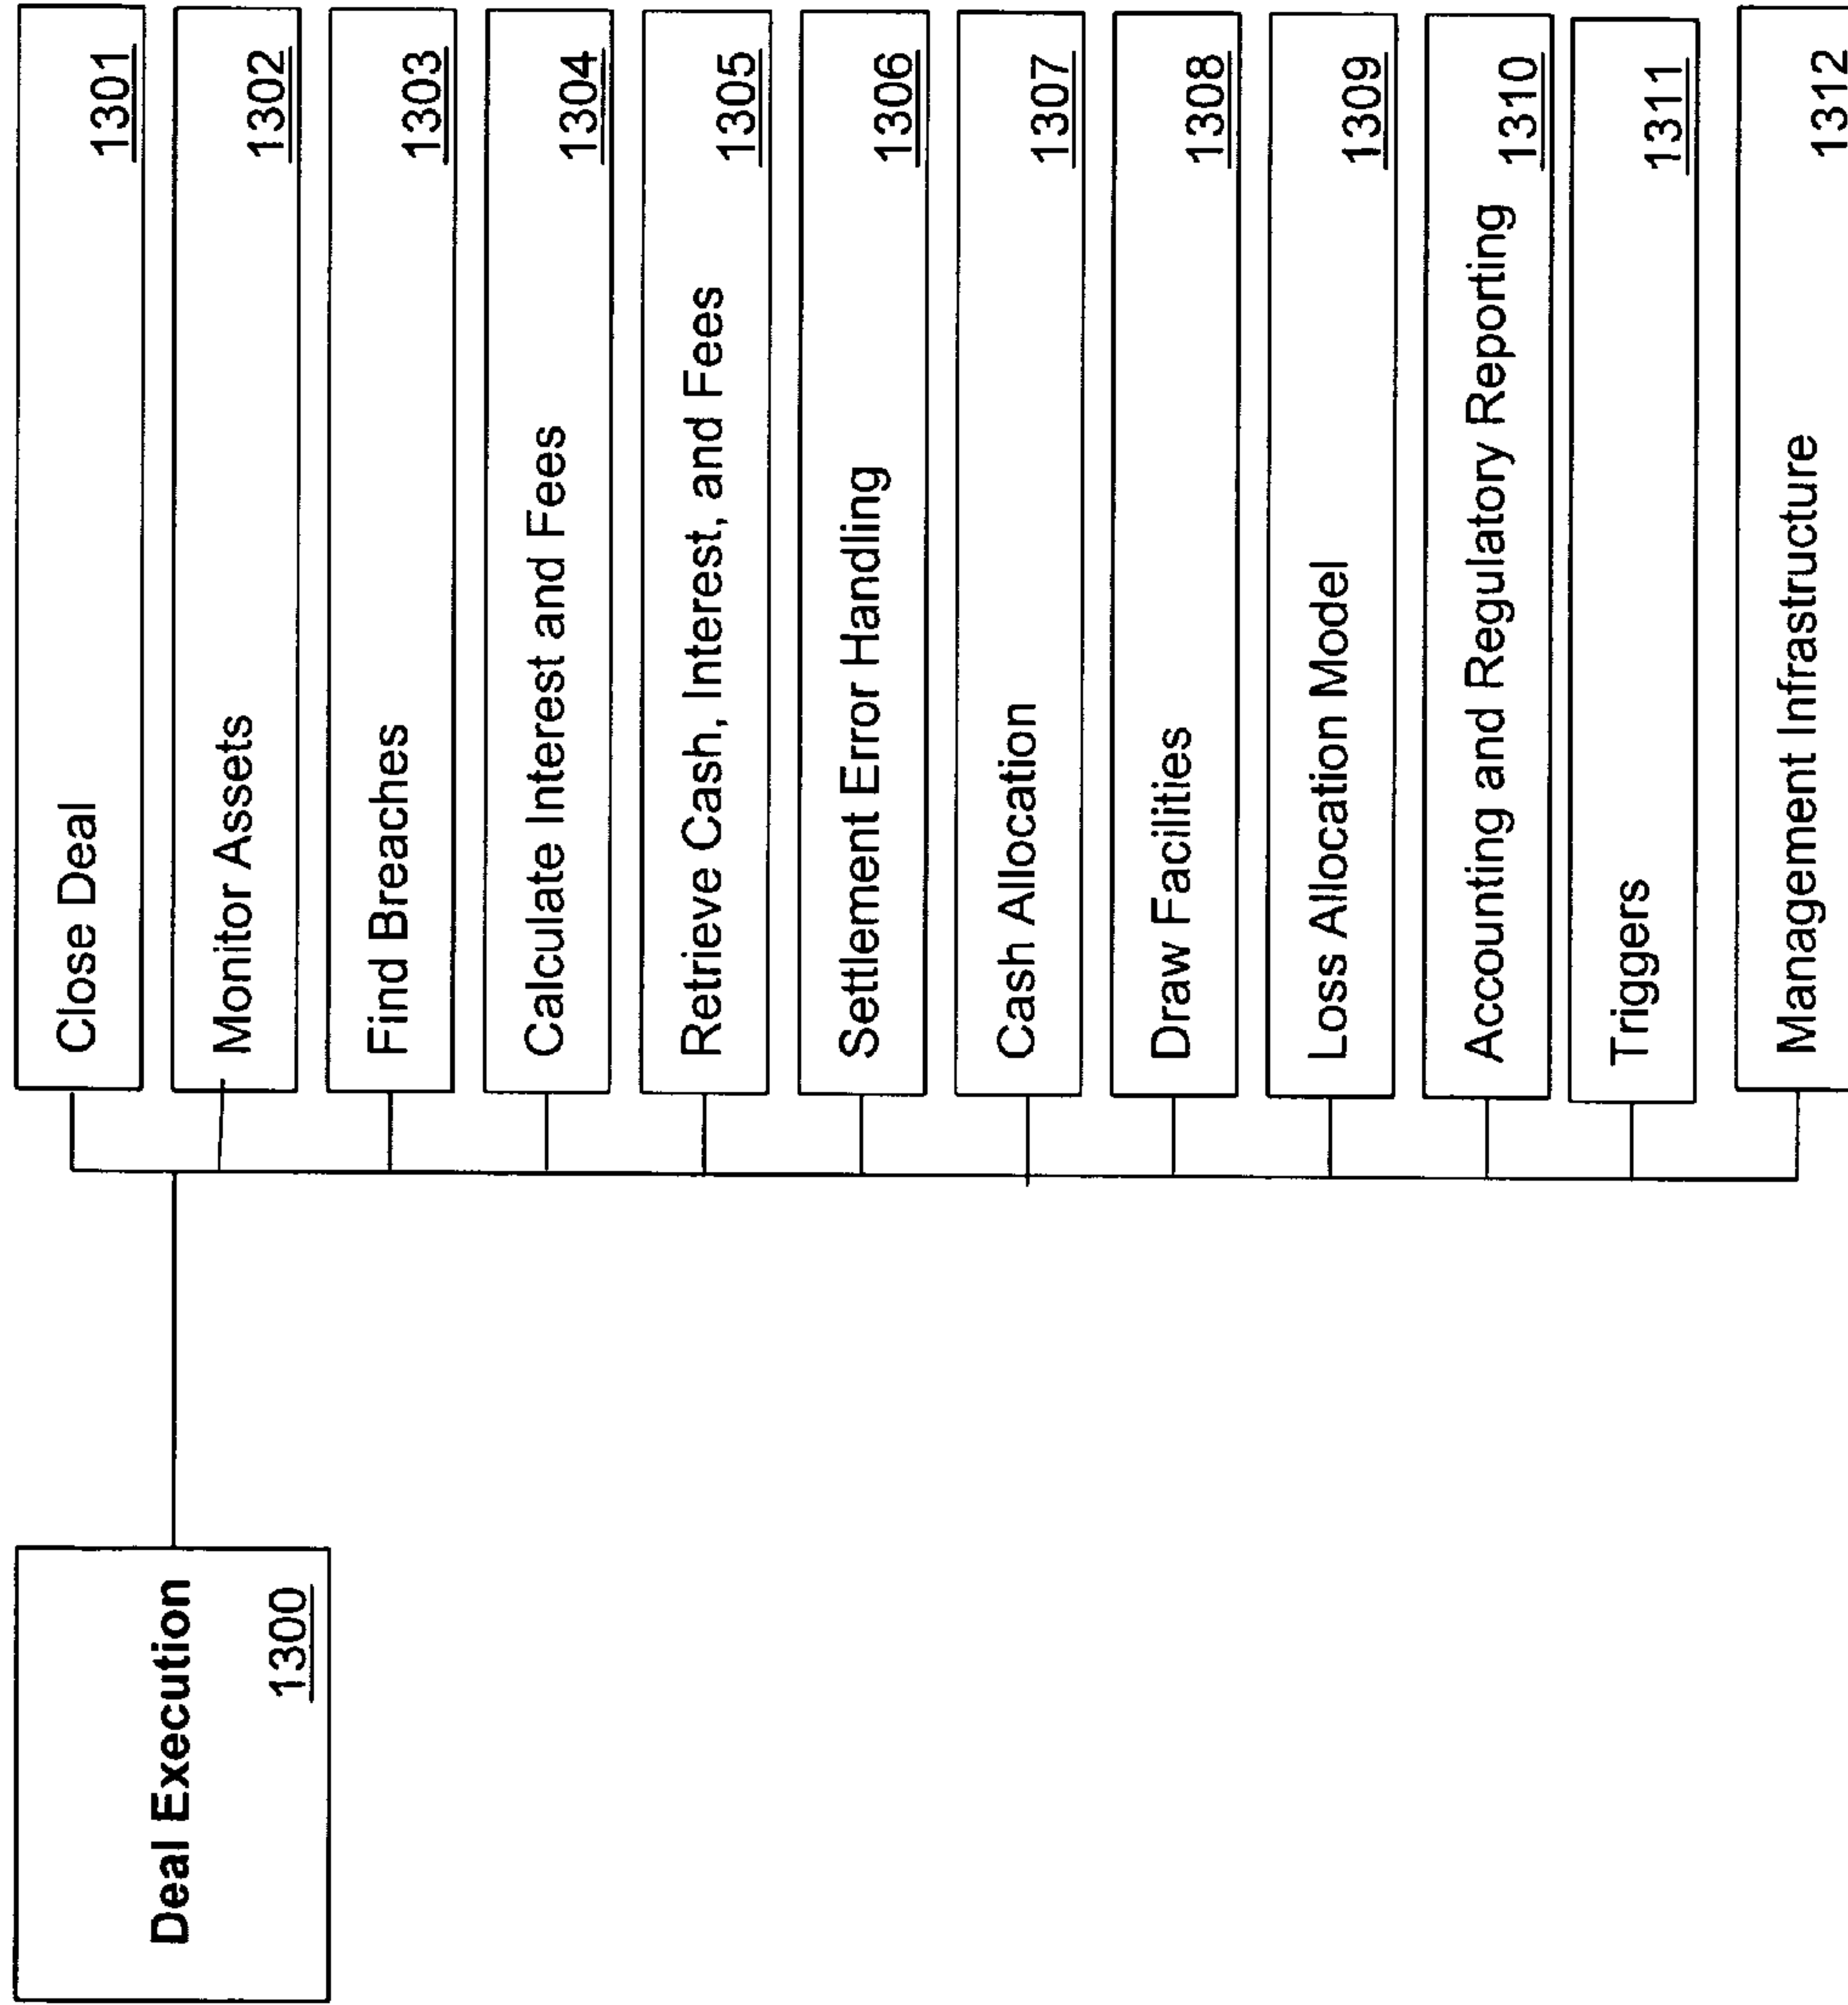 Deal Execution
1300
Close Deal
1301
Monitor Assets
1302
Find Breaches
1303
Calculate Interest and Fees
1304
Retrieve Cash, Interest, and Fees
1305
Settlement Error Handling
1306
Cash Allocation
1307
Draw Facilities
1308
Loss Allocation Model
1309
Accounting and Regulatory Reporting
1310
Triggers
1311
Management Infrastructure
1312